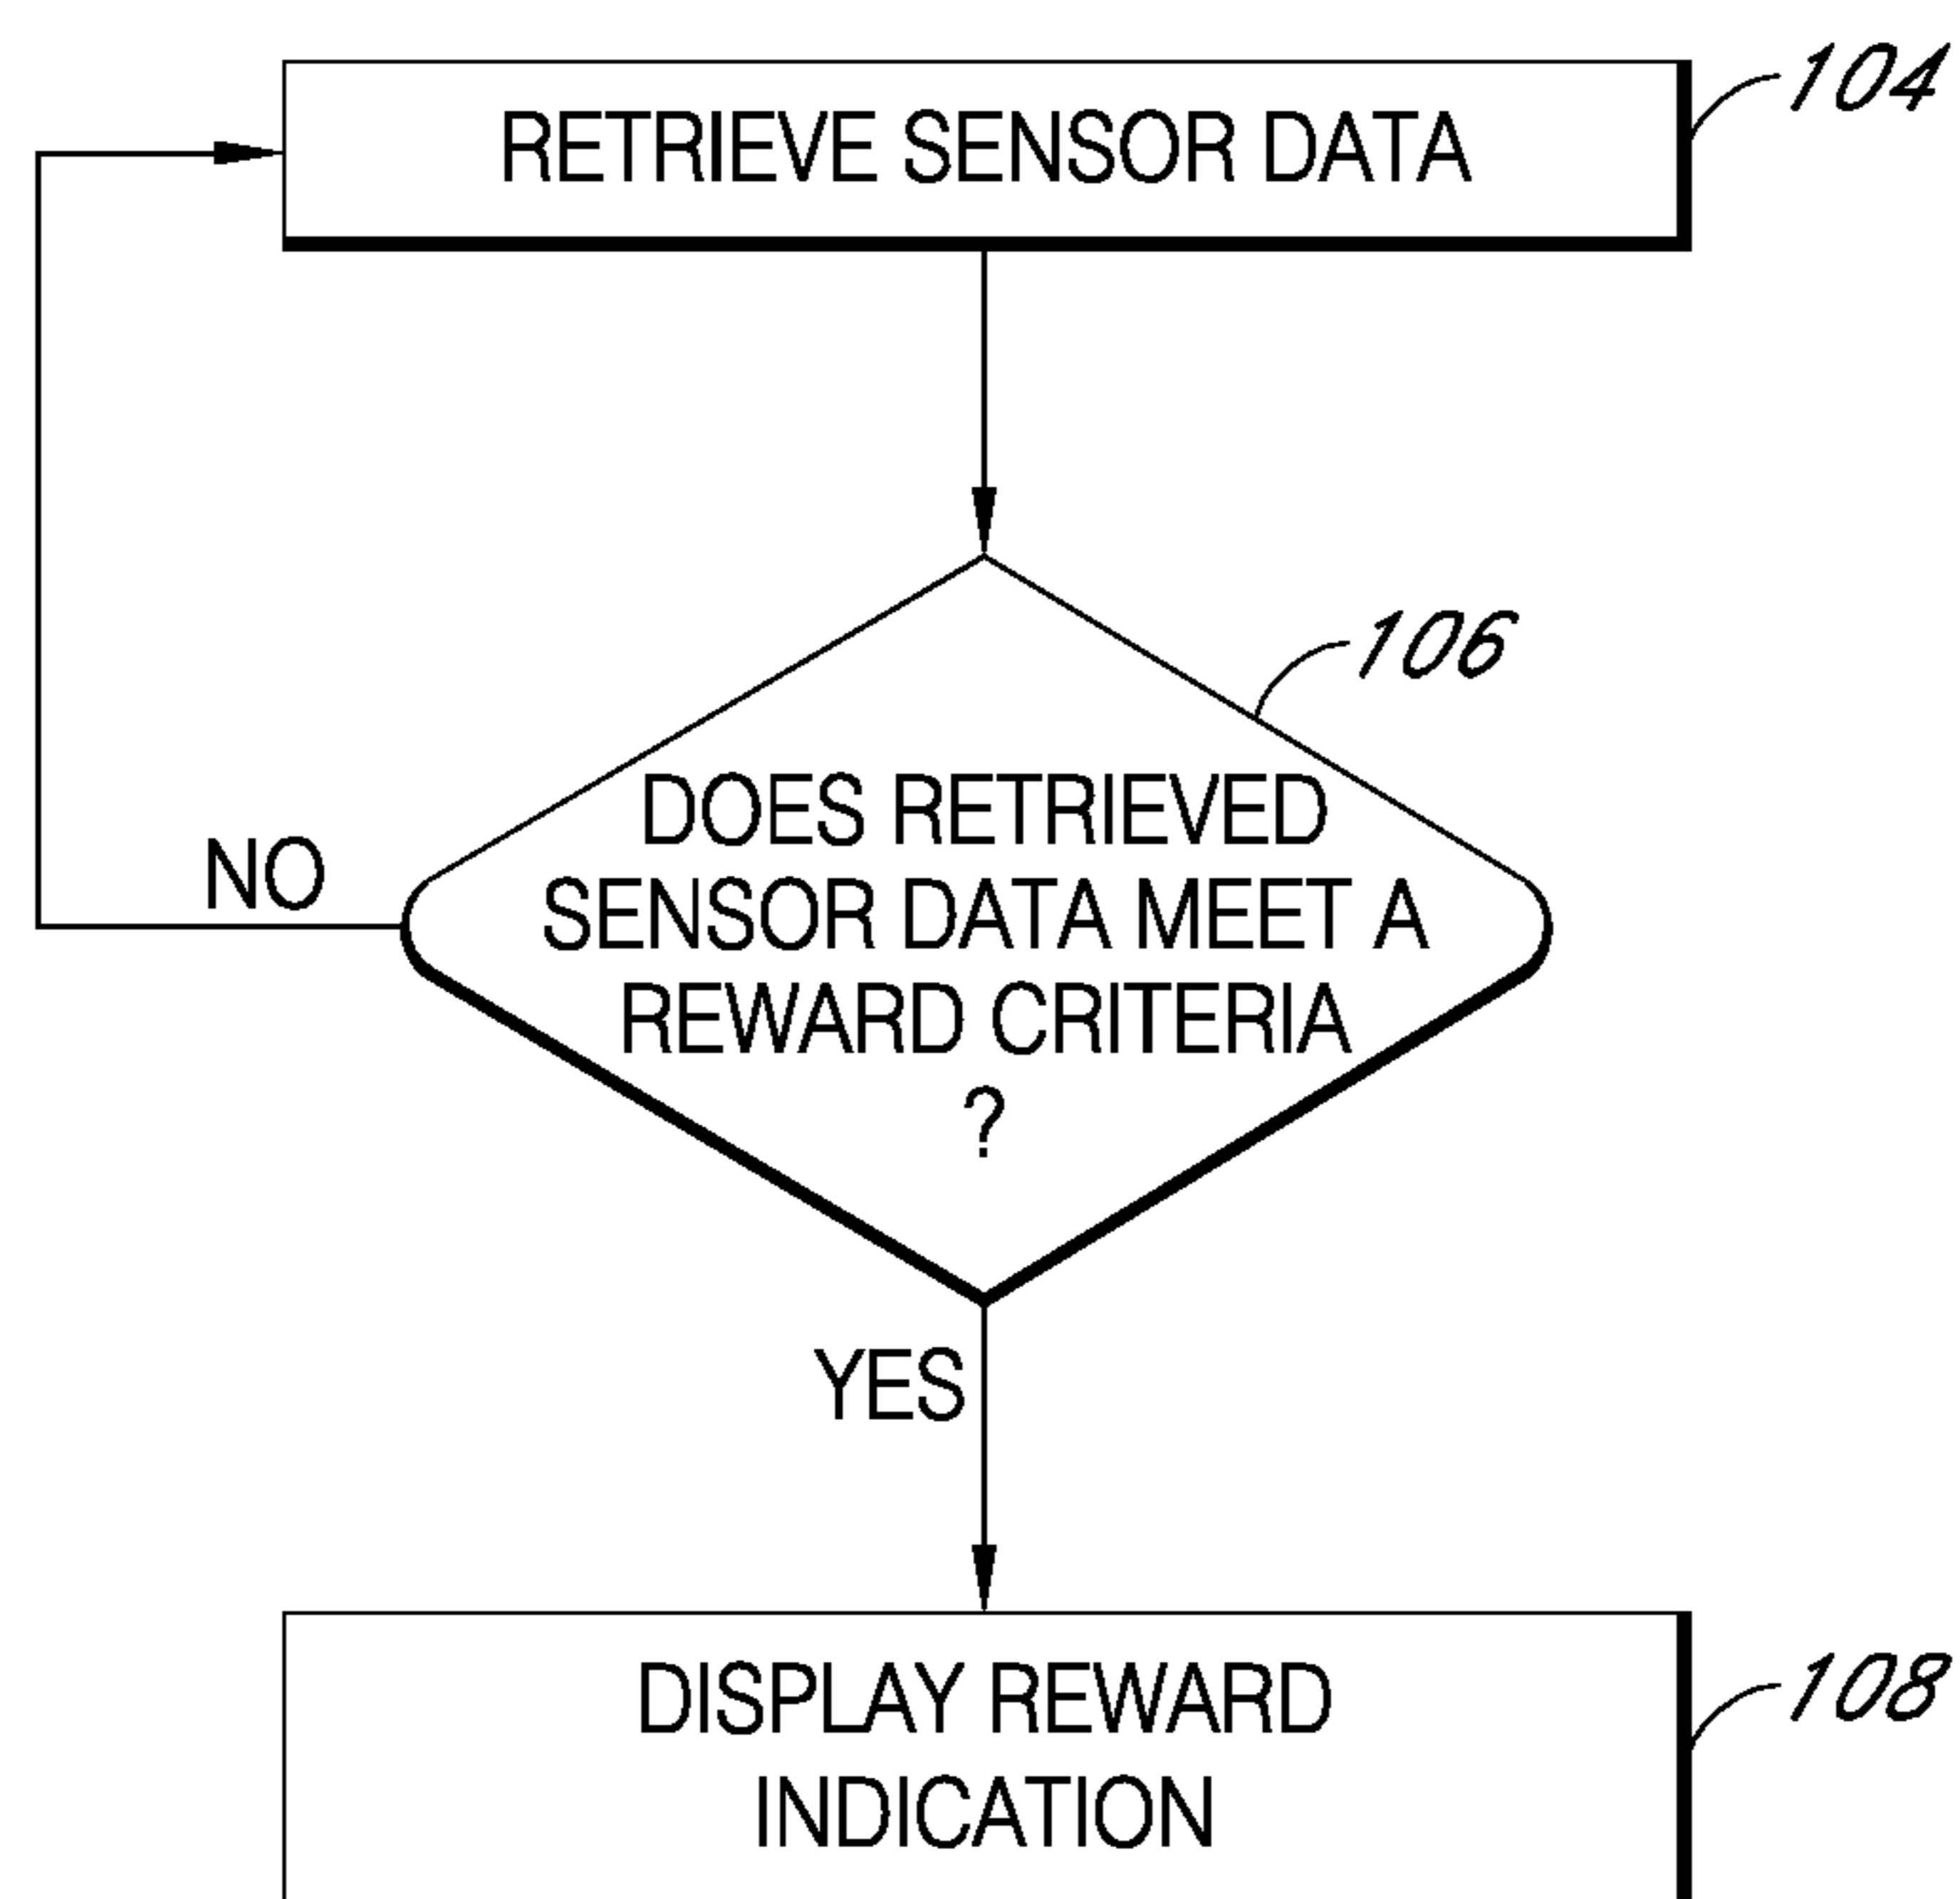 RETRIEVE SENSOR DATA
104
106
DOES RETRIEVED
SENSOR DATA MEET A
REWARD CRITERIA
?
NO
YES
DISPLAY REWARD
INDICATION
108